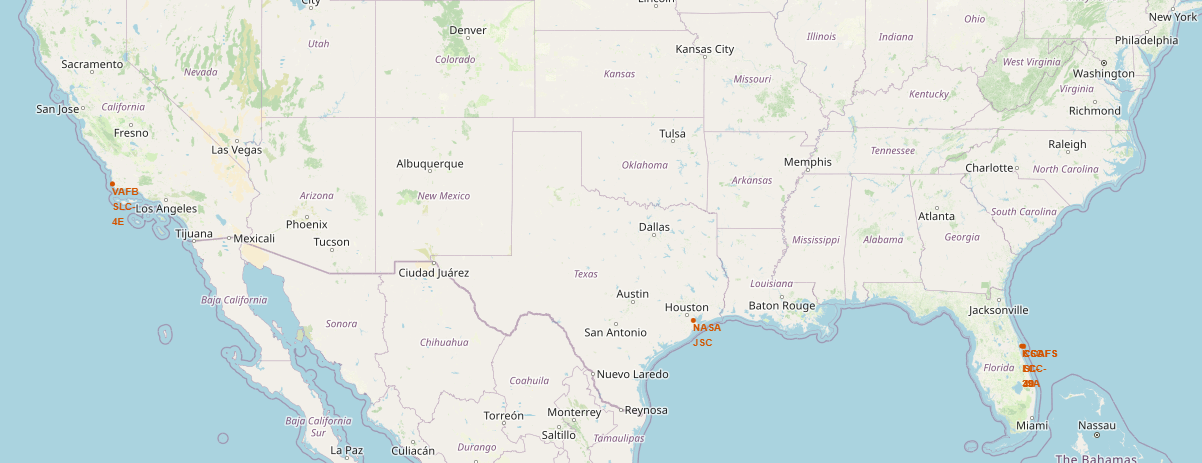 City
Lincoln
New York
Denver
Ohio
Utah
Illinois
Indiana
Philadelphia
Kansas City
Sacramento
Colorado
West Virginia
Nevada
Kansas
Missouri
Washington
Virginia
Kentucky
San Jose
California
Richmond
Fresno
Tulsa
Las Vegas
Raleigh
Tennessee
Albuquerque
Oklahoma
Memphis
Charlotte
North Carolina
Arkansas
VAFB
SLC-
4E
Arizona
New Mexico
Los Angeles
South Carolina
Atlanta
Phoenix
Dallas
Tijuana
Mexicali
Tucson
Mississippi
Alabama
Georgia
Ciudad Juárez
Texas
Louisiana
Baja California
Austin
Houston
Baton Rouge
Jacksonville
Sonora
San Antonio
NASA
JSC
Chihuahua
Florida
Nuevo Laredo
Coahuila
Baja California
Sur
Torreón
Monterrey
Reynosa
Miami
Nassau
Saltillo
Tamaulipas
La Paz
Culiacán
Durango
The Bahamas